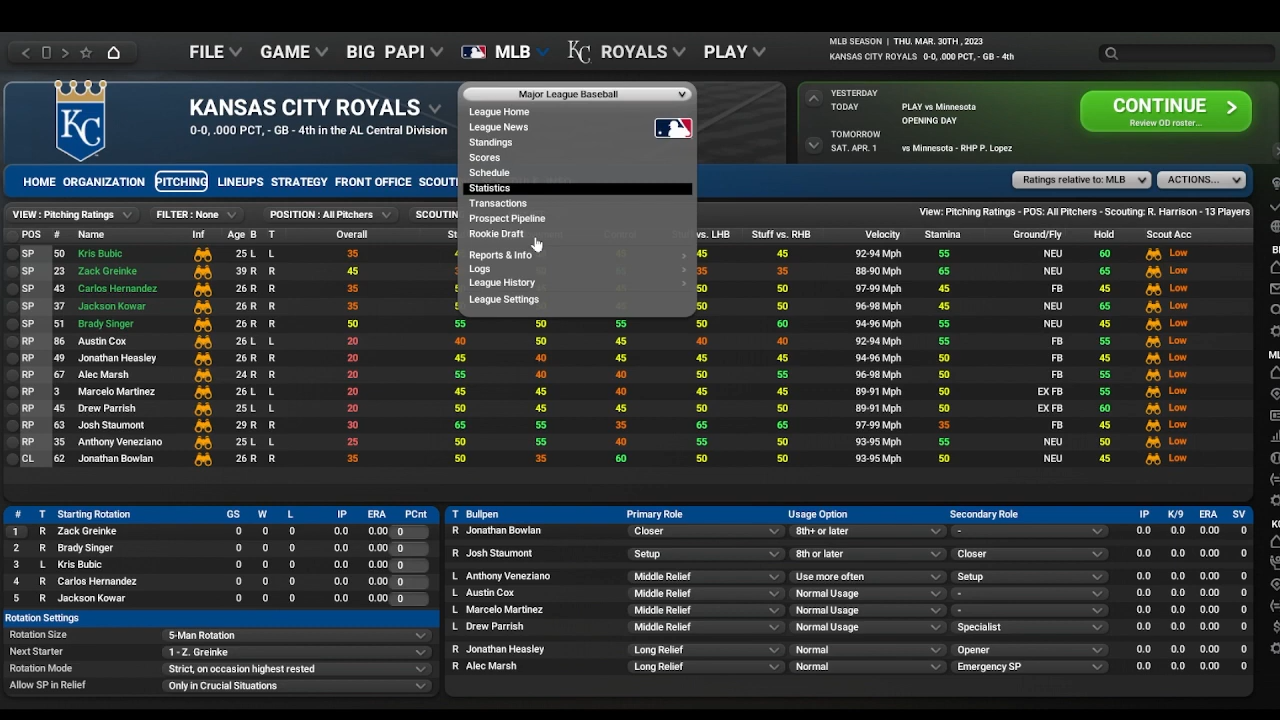 FILE GAME BIG PAPI MLB KC ROYALS PLAY
MLB SEASON | THU. MAR. 30TH , 2023
KANSAS CITY ROYALS 0-0, .000 PCT, - GB - 4th
KC
KANSAS CITY ROYALS
0-0, .000 PCT, - GB - 4th in the AL Central Division
Major League Baseball
League Home
League News
Standings
Scores
Schedule
Statistics
Transactions
Prospect Pipeline
Rookie Draft
Reports & Info
Logs
League History
League Settings
YESTERDAY
TODAY PLAY vs Minnesota
OPENING DAY
TOMORROW
SAT. APR. 1 vs Minnesota - RHP P. Lopez
CONTINUE
Review OD roster...
HOME ORGANIZATION PITCHING LINEUPS STRATEGY FRONT OFFICE
Ratings relative to: MLB ACTIONS...
VIEW : Pitching Ratings FILTER : None POSITION : All Pitchers
View: Pitching Ratings - POS: All Pitchers - Scouting: R. Harrison - 13 Players
POS # Name Inf Age B T Overall vs. LHB Stuff vs. RHB Velocity Stamina Ground/Fly Hold Scout Acc
SP 50 Kris Bubic 25 L L 35 45 45 92-94 Mph 55 NEU 60 Low
SP 23 Zack Greinke 39 R R 45 35 35 88-90 Mph 65 NEU 65 Low
SP 43 Carlos Hernandez 26 R R 35 50 97-99 Mph 45 FB 45 Low
SP 37 Jackson Kowar 26 R R 35 50 50 96-98 Mph 45 NEU 65 Low
SP 51 Brady Singer 26 R R 50 55 50 55 50 60 94-96 Mph 55 NEU 45 Low
RP 86 Austin Cox 26 L L 20 40 50 45 40 40 92-94 Mph 55 FB 55 Low
RP 49 Jonathan Heasley 26 R R 20 45 40 45 45 45 94-96 Mph 50 FB 45 Low
RP 67 Alec Marsh 24 R R 20 55 40 40 50 55 96-98 Mph 50 FB 55 Low
RP 3 Marcelo Martinez 26 L L 20 45 45 45 45 45 89-91 Mph 50 EX FB 55 Low
RP 45 Drew Parrish 25 L L 20 50 45 45 50 50 89-91 Mph 50 EX FB 60 Low
RP 63 Josh Staumont 29 R R 30 65 55 35 65 65 97-99 Mph 35 FB 45 Low
RP 35 Anthony Veneziano 25 L L 25 50 55 40 55 50 93-95 Mph 55 NEU 50 Low
CL 62 Jonathan Bowlan 26 R R 35 50 35 60 50 50 93-95 Mph 50 NEU 45 Low
# T Starting Rotation GS W L IP ERA PCnt
1 R Zack Greinke 0 0 0 0.0 0.00 0
2 R Brady Singer 0 0 0 0.0 0.00 0
3 L Kris Bubic 0 0 0 0.0 0.00 0
4 R Carlos Hernandez 0 0 0 0.0 0.00 0
5 R Jackson Kowar 0 0 0 0.0 0.00 0
Rotation Settings
Rotation Size 5-Man Rotation
Next Starter 1 - Z. Greinke
Rotation Mode Strict, on occasion highest rested
Allow SP in Relief Only in Crucial Situations
T Bullpen Primary Role Usage Option Secondary Role IP K/9 ERA SV
R Jonathan Bowlan Closer 8th+ or later - 0.0 0.0 0.00 0
R Josh Staumont Setup 8th or later Closer 0.0 0.0 0.00 0
L Anthony Veneziano Middle Relief Use more often Setup 0.0 0.0 0.00 0
L Austin Cox Middle Relief Normal Usage - 0.0 0.0 0.00 0
L Marcelo Martinez Middle Relief Normal Usage - 0.0 0.0 0.00 0
L Drew Parrish Middle Relief Normal Usage Specialist 0.0 0.0 0.00 0
R Jonathan Heasley Long Relief Normal Opener 0.0 0.0 0.00 0
R Alec Marsh Long Relief Normal Emergency SP 0.0 0.0 0.00 0